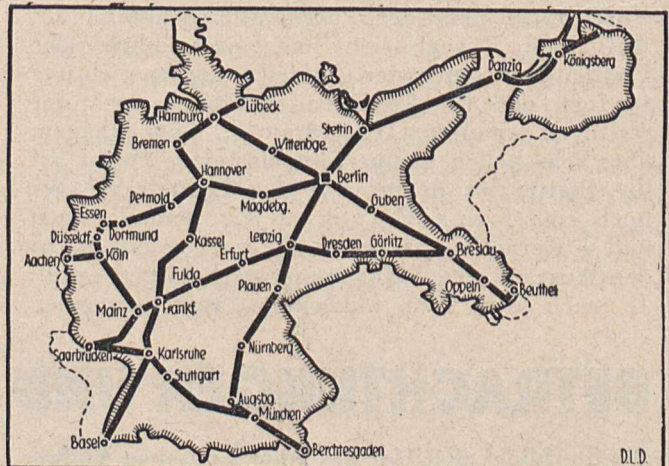 Königsberg
Danzig
Lübeck
Hamburg
Stettin
Bremen
Wittenbge.
Hannover
Berlin
Detmold
Magdebg.
Guben
Essen
Düsseldf.
Dortmund
Kassel
Leipzig
Dresden
Görlitz
Breslau
Aachen
Köln
Erfurt
Fulda
Plauen
Oppeln
Beuthen
Mainz
Frankf.
Saarbrücken
Karlsruhe
Nürnberg
Stuttgart
Augsbg.
München
Basel
Berchtesgaden
D.L.D.